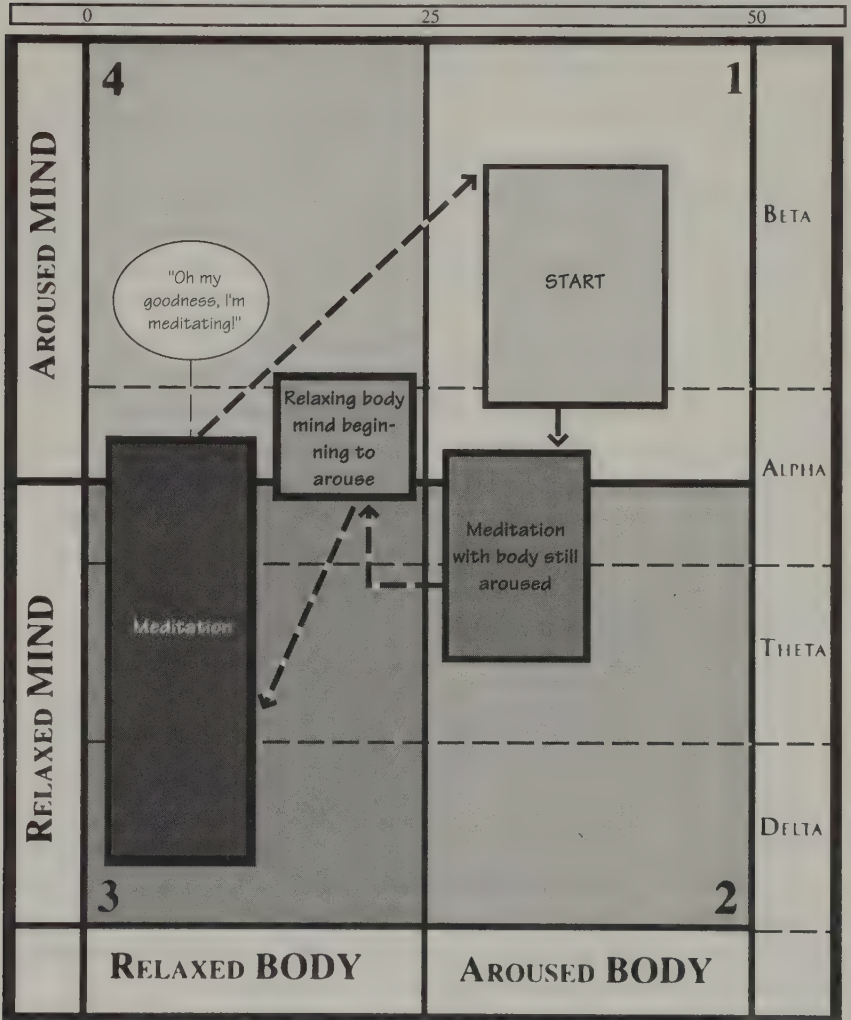 0 25 50
4 1
AROUSED MIND
BETA
"Oh my
goodness, I'm
meditating!"
START
Relaxing body
mind begin-
ning to
arouse
ALPHA
Meditation
with body still
aroused
Meditation
THETA
RELAXED MIND
DELTA
3 2
RELAXED BODY AROUSED BODY